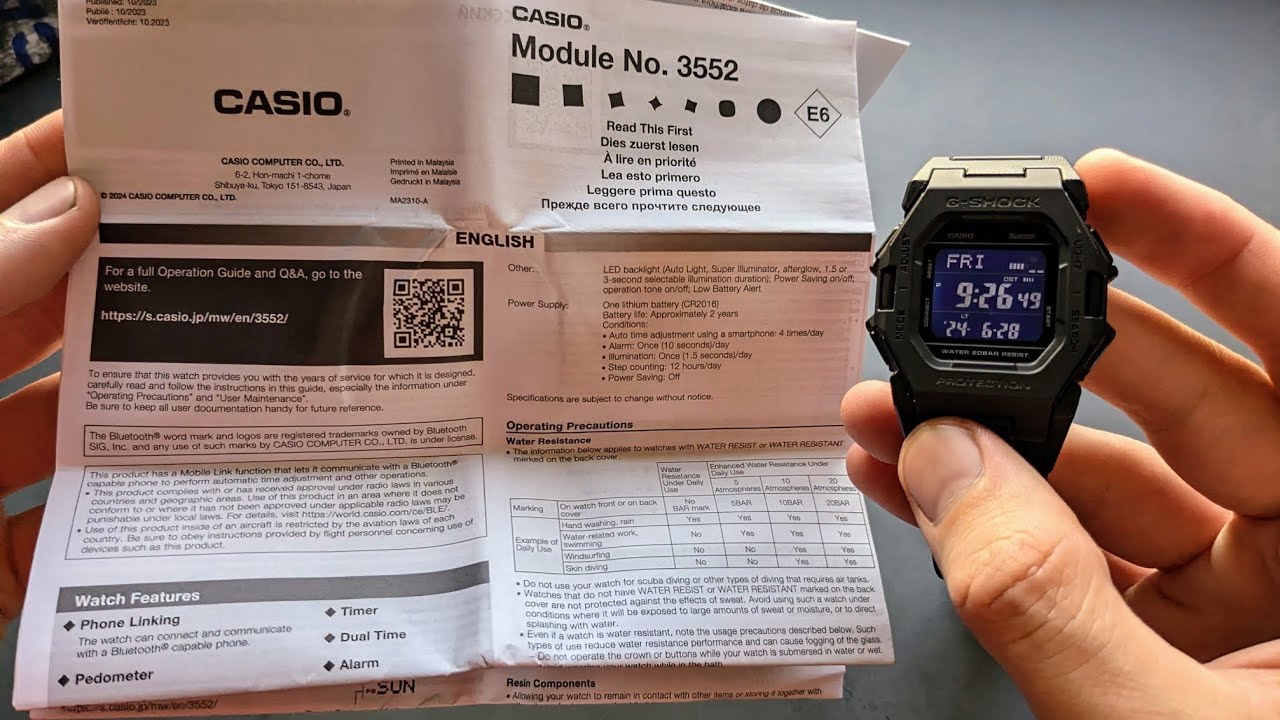 Published: 10/2023
Publié : 10/2023
Veröffentlicht: 10.2023
CASIO®
CASIO COMPUTER CO., LTD.
6-2, Hon-machi 1-chome
Shibuya-ku, Tokyo 151-8543, Japan
© 2024 CASIO COMPUTER CO., LTD.
Printed in Malaysia
Imprimé en Malaisie
Gedruckt in Malaysia
MA2310-A
CASIO®
Module No. 3552
E6
Read This First
Dies zuerst lesen
À lire en priorité
Lea esto primero
Leggere prima questo
Прежде всего прочтите следующее
ENGLISH
For a full Operation Guide and Q&A, go to the
website.
https://s.casio.jp/mw/en/3552/
To ensure that this watch provides you with the years of service for which it is designed,
carefully read and follow the instructions in this guide, especially the information under
"Operating Precautions" and "User Maintenance".
Be sure to keep all user documentation handy for future reference.
The Bluetooth® word mark and logos are registered trademarks owned by Bluetooth
SIG, Inc. and any use of such marks by CASIO COMPUTER CO., LTD. is under license.
This product has a Mobile Link function that lets it communicate with a Bluetooth®
capable phone to perform automatic time adjustment and other operations.
• This product complies with or has received approval under radio laws in various
countries and geographic areas. Use of this product in an area where it does not
conform to or where it has not been approved under applicable radio laws may be
punishable under local laws. For details, visit https://world.casio.com/ce/BLE/.
• Use of this product inside of an aircraft is restricted by the aviation laws of each
country. Be sure to obey instructions provided by flight personnel concerning use of
devices such as this product.
Watch Features
◆ Phone Linking
The watch can connect and communicate
with a Bluetooth® capable phone.
◆ Pedometer
◆ Timer
◆ Dual Time
◆ Alarm
Other: LED backlight (Auto Light, Super Illuminator, afterglow, 1.5 or
3-second selectable illumination duration); Power Saving on/off;
operation tone on/off; Low Battery Alert
Power Supply: One lithium battery (CR2016)
Battery life: Approximately 2 years
Conditions:
• Auto time adjustment using a smartphone: 4 times/day
• Alarm: Once (10 seconds)/day
• Illumination: Once (1.5 seconds)/day
• Step counting: 12 hours/day
• Power Saving: Off
Specifications are subject to change without notice.
Operating Precautions
Water Resistance
• The information below applies to watches with WATER RESIST or WATER RESISTANT
marked on the back cover.
Water Resistance Under Daily Use
Enhanced Water Resistance Under Daily Use
5 Atmospheres 10 Atmospheres 20 Atmospheres
Marking On watch front or on back cover No BAR mark 5BAR 10BAR 20BAR
Example of Daily Use
Hand washing, rain Yes Yes Yes Yes
Water-related work, swimming No Yes Yes Yes
Windsurfing No No Yes Yes
Skin diving No No Yes Yes
• Do not use your watch for scuba diving or other types of diving that requires air tanks.
• Watches that do not have WATER RESIST or WATER RESISTANT marked on the back
cover are not protected against the effects of sweat. Avoid using such a watch under
conditions where it will be exposed to large amounts of sweat or moisture, or to direct
splashing with water.
• Even if a watch is water resistant, note the usage precautions described below. Such
types of use reduce water resistance performance and can cause fogging of the glass.
– Do not operate the crown or buttons while your watch is submersed in water or wet.
Resin Components
• Allowing your watch to remain in contact with other items or storing it together with
/s.casio.jp/mw/en/3552/
SUN
G-SHOCK
CASIO
ADJUST
LIGHT
MODE
SEARCH
RESET
CONNECT
START
FRI
DST
P 9:26 49
LT
'24 6-28
WATER 20BAR RESIST
PROTECTION